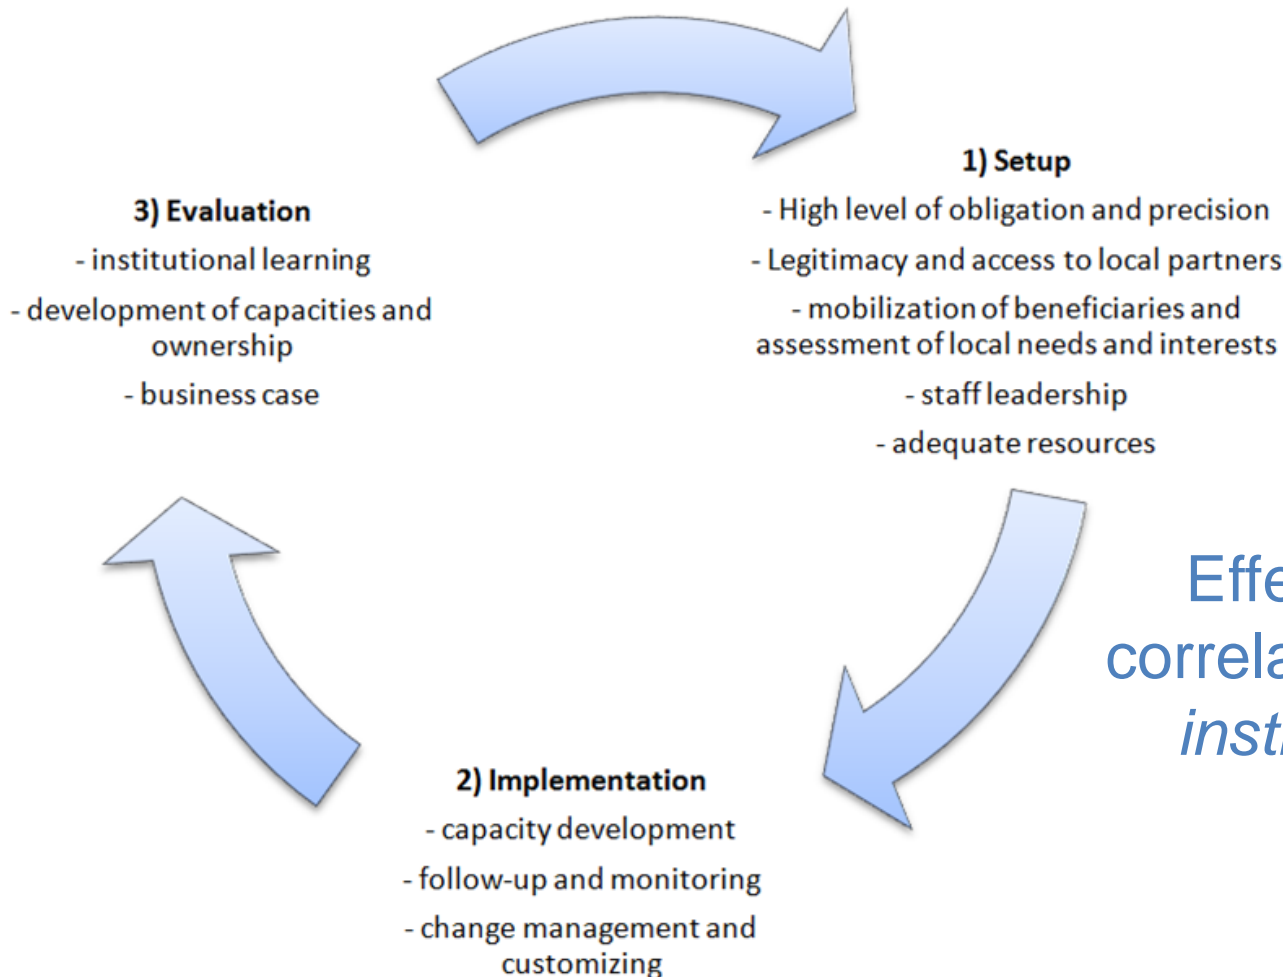 1) Setup
- High level of obligation and precision
- Legitimacy and access to local partners
- mobilization of beneficiaries and
assessment of local needs and interests
- staff leadership
- adequate resources
2) Implementation
- capacity development
- follow-up and monitoring
- change management and
customizing
3) Evaluation
- institutional learning
- development of capacities and
ownership
- business case